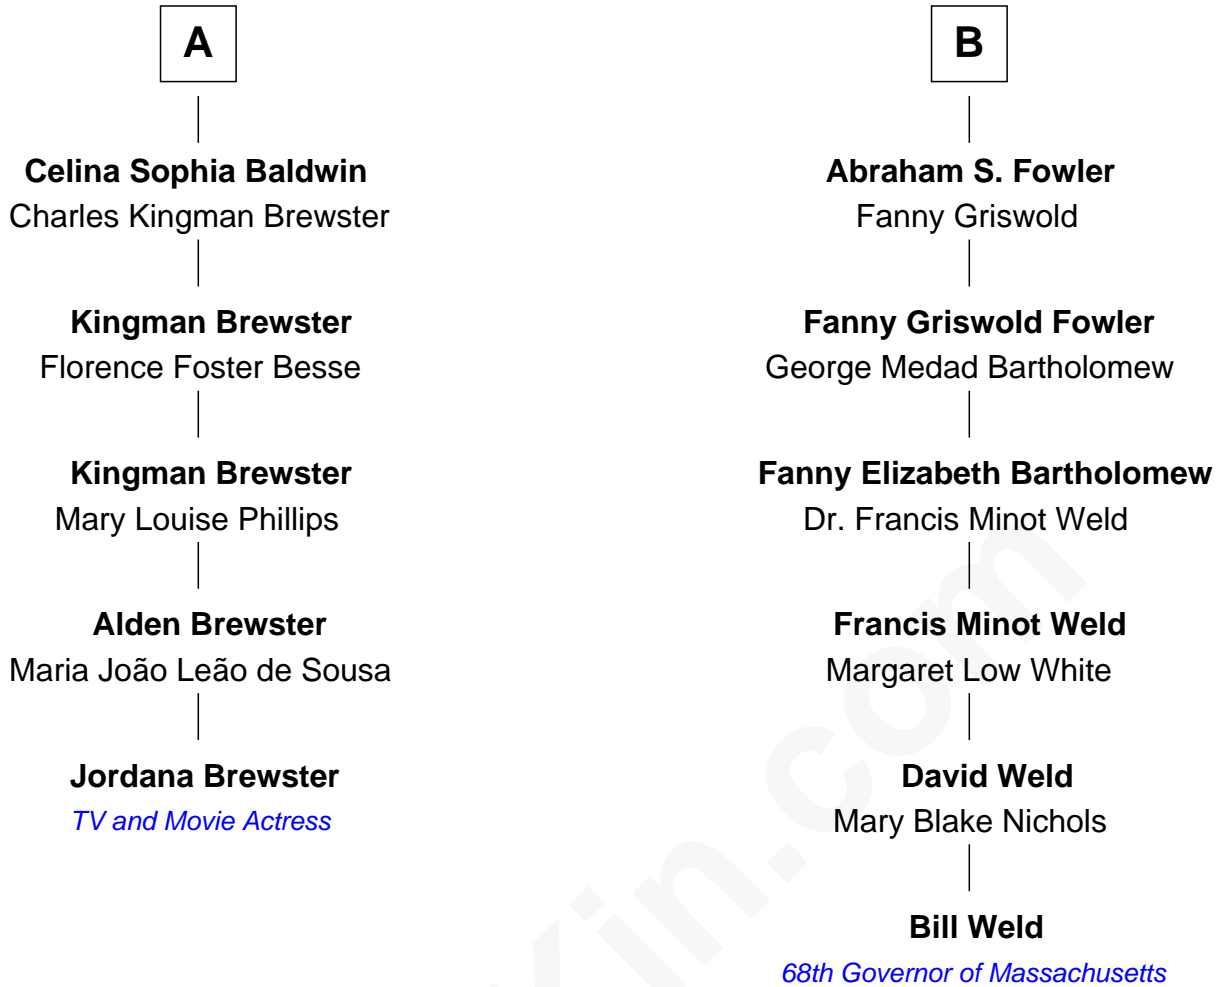 A
Celina Sophia Baldwin
Charles Kingman Brewster
Kingman Brewster
Florence Foster Besse
Kingman Brewster
Mary Louise Phillips
Alden Brewster
Maria João Leão de Sousa
Jordana Brewster
TV and Movie Actress
B
Abraham S. Fowler
Fanny Griswold
Fanny Griswold Fowler
George Medad Bartholomew
Fanny Elizabeth Bartholomew
Dr. Francis Minot Weld
Francis Minot Weld
Margaret Low White
David Weld
Mary Blake Nichols
Bill Weld
68th Governor of Massachusetts
Kin.com